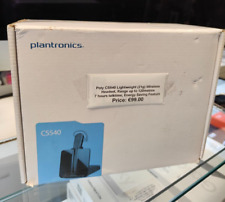 plantronics.
Poly CS540 Lightweight (21g) Wireless
Headset, Range up to 120metres
7 hours talktime, Energy Saving Feature
Price: €99.00
CS540